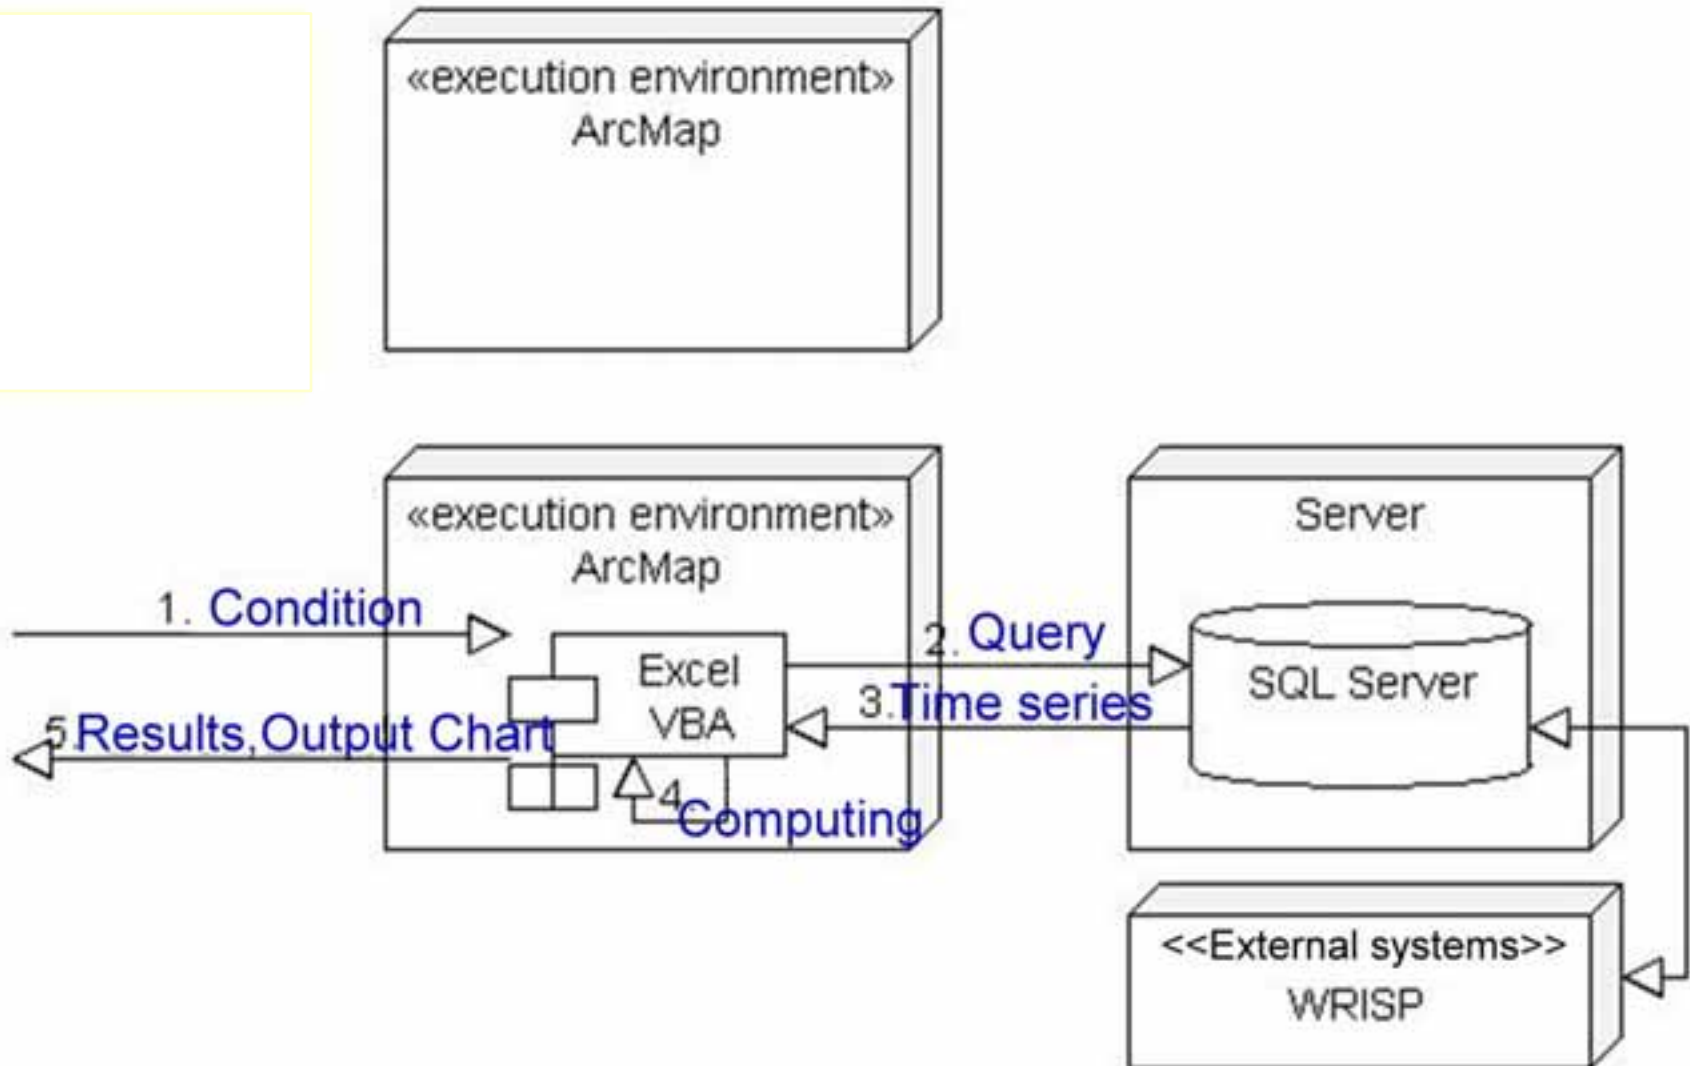 «execution environment»
ArcMap
«execution environment»
ArcMap
Server
1. Condition
Excel
VBA
2. Query
SQL Server
3.Time series
5.Results,Output Chart
4.Computing
<<External systems>>
WRISP